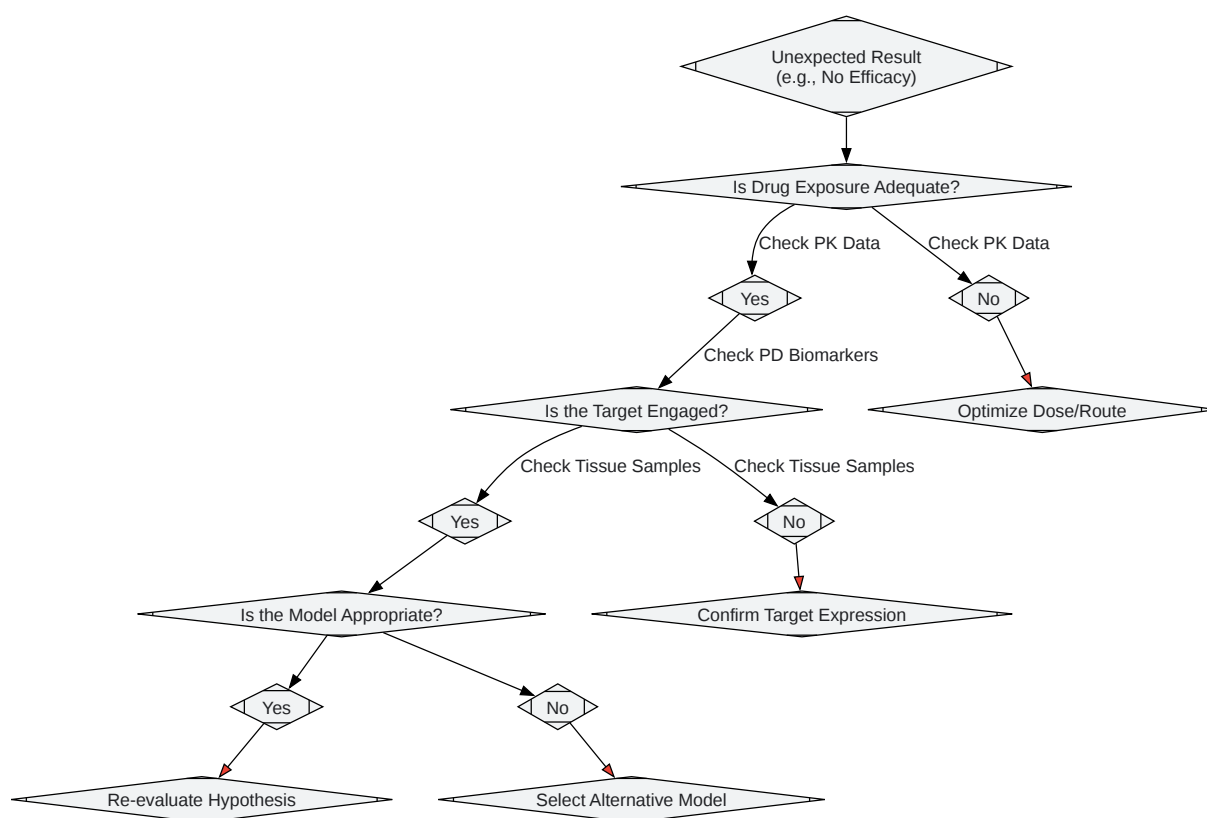 Unexpected Result
(e.g., No Efficacy)
Is Drug Exposure Adequate?
Check PK Data
Check PK Data
Yes
No
Check PD Biomarkers
Is the Target Engaged?
Optimize Dose/Route
Check Tissue Samples
Check Tissue Samples
Yes
No
Is the Model Appropriate?
Confirm Target Expression
Yes
No
Re-evaluate Hypothesis
Select Alternative Model